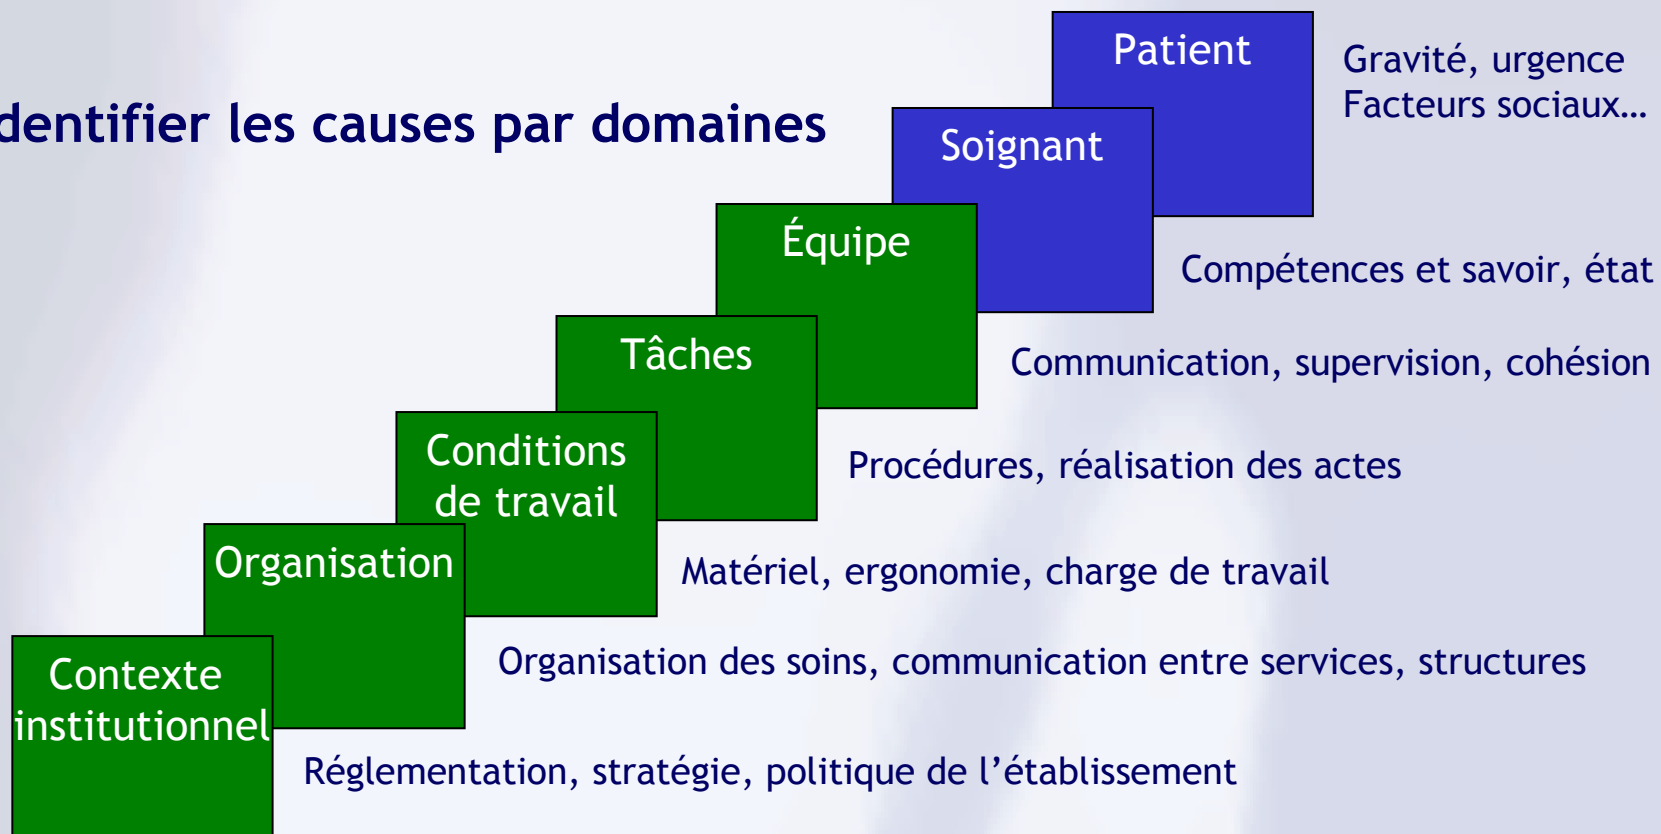 Patient
Gravité, urgence
Facteurs sociaux…
dentifier les causes par domaines
Soignant
Équipe
Compétences et savoir, état
Tâches
Communication, supervision, cohésion
Conditions
de travail
Procédures, réalisation des actes
Organisation
Matériel, ergonomie, charge de travail
Contexte
institutionnel
Organisation des soins, communication entre services, structures
Réglementation, stratégie, politique de l’établissement